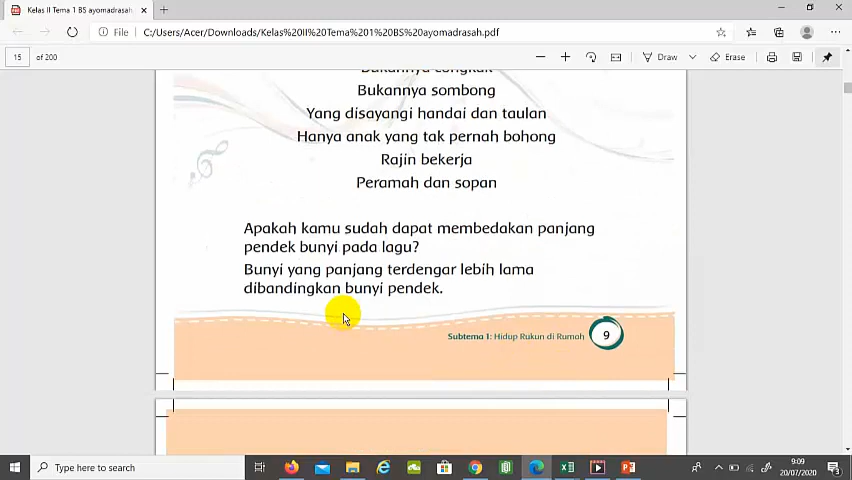 Kelas II Tema 1 BS ayomadrasah.
File
C:/Users/Acer/Downloads/Kelas%20II%20Tema%201%20BS%20ayomadrasah.pdf
15 of 200
Draw
Erase
Bukannya congkak
Bukannya sombong
Yang disayangi handai dan taulan
Hanya anak yang tak pernah bohong
Rajin bekerja
Peramah dan sopan
Apakah kamu sudah dapat membedakan panjang
pendek bunyi pada lagu?
Bunyi yang panjang terdengar lebih lama
dibandingkan bunyi pendek.
Subtema 1: Hidup Rukun di Rumah
9
Type here to search
9:09
20/07/2020